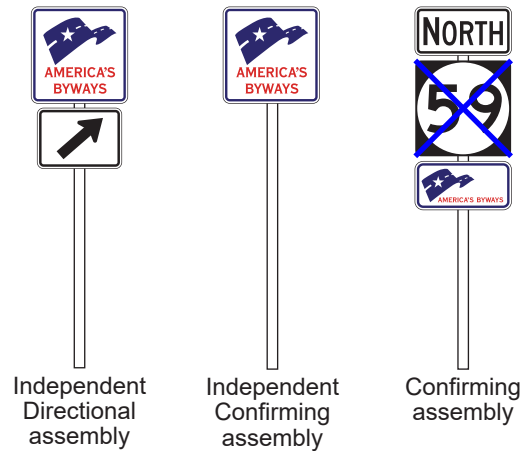 AMERICA'S
BYWAYS
Independent
Directional
assembly
AMERICA'S
BYWAYS
Independent
Confirming
assembly
NORTH
59
AMERICA'S BYWAYS
Confirming
assembly